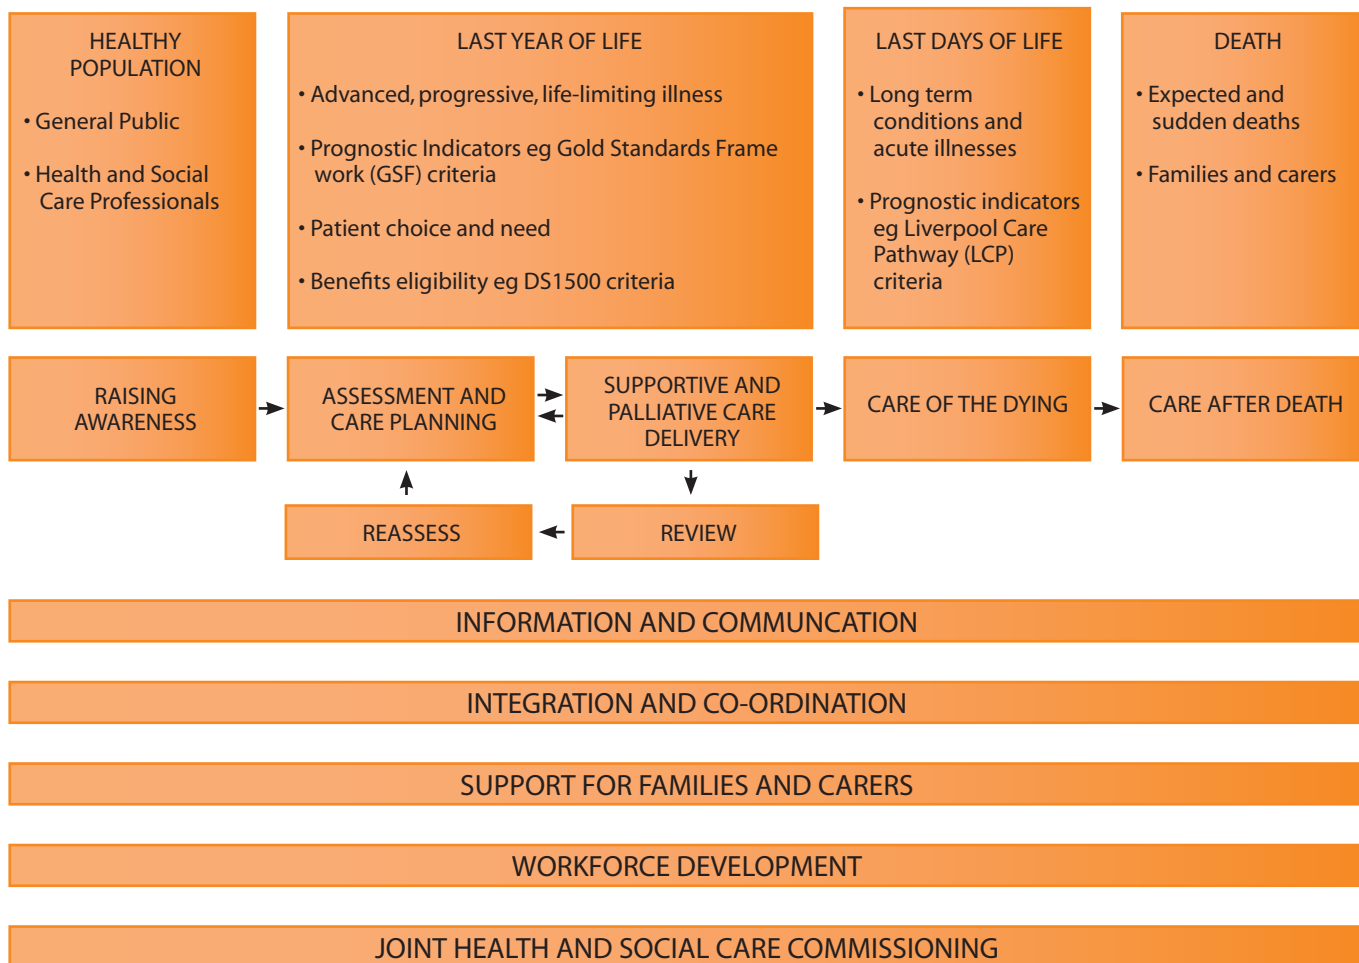 HEALTHY
POPULATION
• General Public
• Health and Social
Care Professionals
LAST YEAR OF LIFE
• Advanced, progressive, life-limiting illness
• Prognostic Indicators eg Gold Standards Frame
work (GSF) criteria
• Patient choice and need
• Benefits eligibility eg DS1500 criteria
LAST DAYS OF LIFE
• Long term
conditions and
acute illnesses
• Prognostic indicators
eg Liverpool Care
Pathway (LCP)
criteria
DEATH
• Expected and
sudden deaths
• Families and carers
RAISING
AWARENESS
ASSESSMENT AND
CARE PLANNING
SUPPORTIVE AND
PALLIATIVE CARE
DELIVERY
CARE OF THE DYING
CARE AFTER DEATH
REASSESS
REVIEW
INFORMATION AND COMMUNCATION
INTEGRATION AND CO-ORDINATION
SUPPORT FOR FAMILIES AND CARERS
WORKFORCE DEVELOPMENT
JOINT HEALTH AND SOCIAL CARE COMMISSIONING